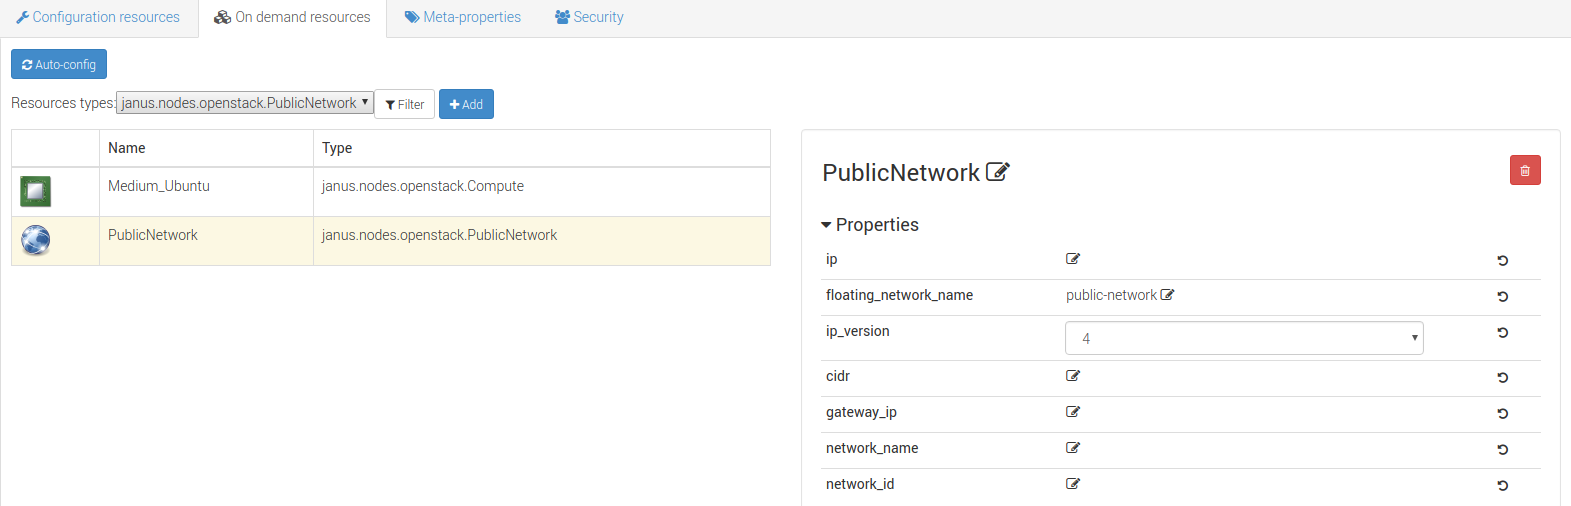 Configuration resources On demand resources Meta-properties Security
Auto-config
Resources types: janus.nodes.openstack.PublicNetwork Filter Add
Name Type
Medium_Ubuntu janus.nodes.openstack.Compute
PublicNetwork janus.nodes.openstack.PublicNetwork
PublicNetwork
Properties
ip
floating_network_name public-network
ip_version 4
cidr
gateway_ip
network_name
network_id